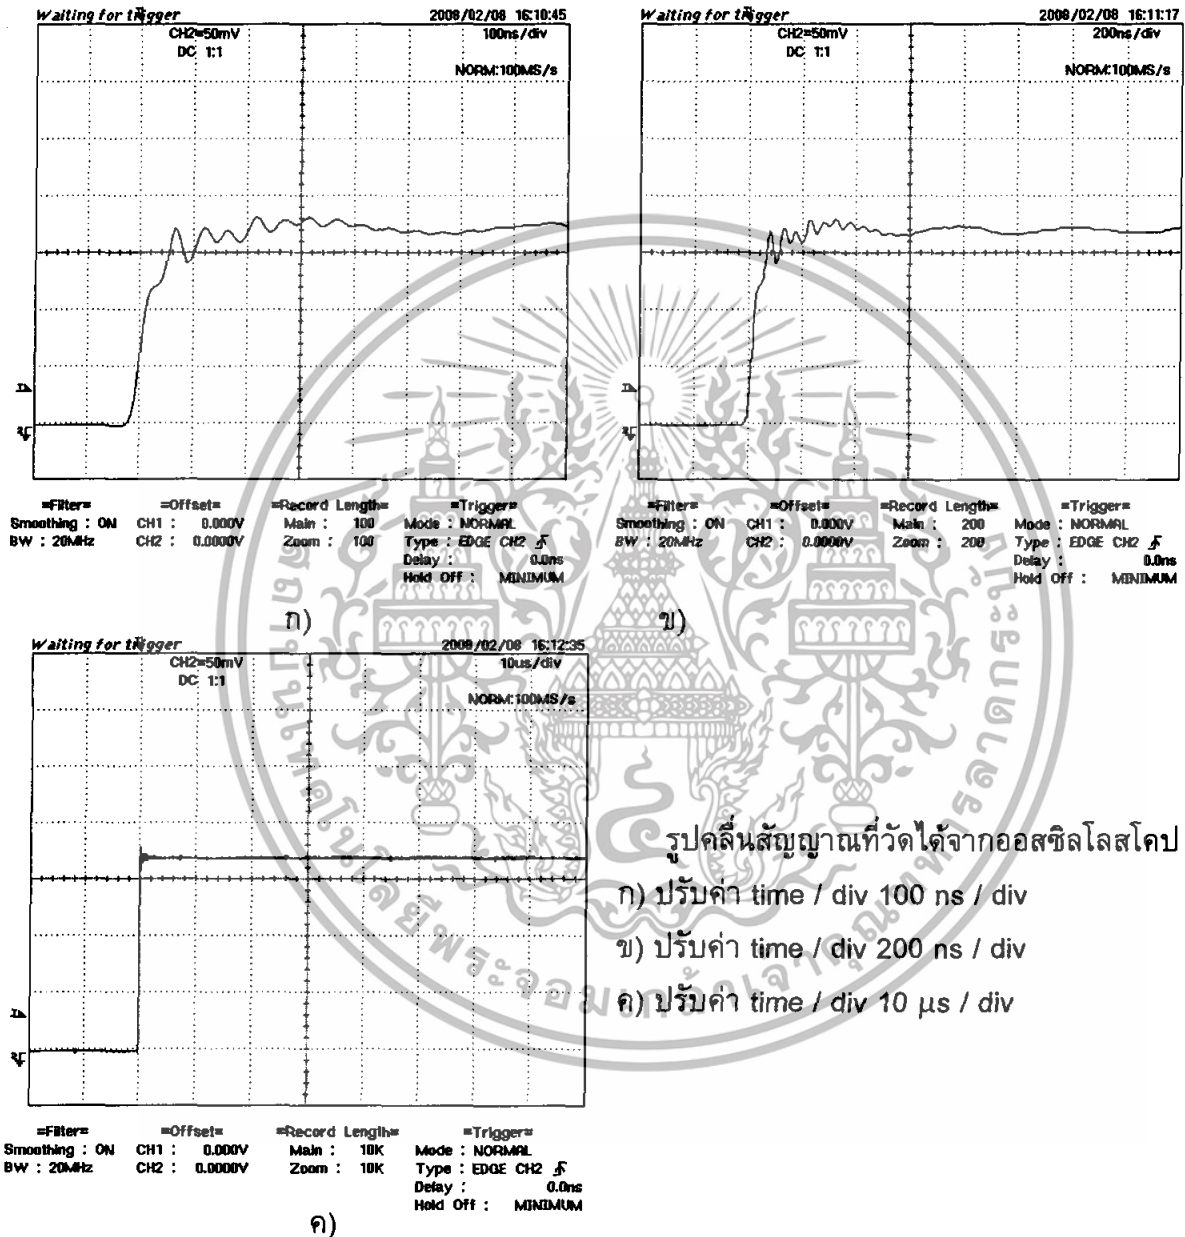 Waiting for trigger 2008/02/08 16:10:45
CH2=50mV 100ns/div
DC 1:1
NORM:100MS/s
=Filter= =Offset= =Record Length= =Trigger=
Smoothing : ON CH1 : 0.000V Main : 100 Mode : NORMAL
BW : 20MHz CH2 : 0.0000V Zoom : 100 Type : EDGE CH2
Delay : 0.0ns
Hold Off : MINIMUM
ก)
Waiting for trigger 2008/02/08 16:11:17
CH2=50mV 200ns/div
DC 1:1
NORM:100MS/s
=Filter= =Offset= =Record Length= =Trigger=
Smoothing : ON CH1 : 0.000V Main : 200 Mode : NORMAL
BW : 20MHz CH2 : 0.0000V Zoom : 200 Type : EDGE CH2
Delay : 0.0ns
Hold Off : MINIMUM
ข)
Waiting for trigger 2008/02/08 16:12:35
CH2=50mV 10us/div
DC 1:1
NORM:100MS/s
=Filter= =Offset= =Record Length= =Trigger=
Smoothing : ON CH1 : 0.000V Main : 10K Mode : NORMAL
BW : 20MHz CH2 : 0.0000V Zoom : 10K Type : EDGE CH2
Delay : 0.0ns
Hold Off : MINIMUM
ค)
รูปคลื่นสัญญาณที่วัดได้จากออสซิลโลสโคป
ก) ปรับค่า time / div 100 ns / div
ข) ปรับค่า time / div 200 ns / div
ค) ปรับค่า time / div 10 µs / div